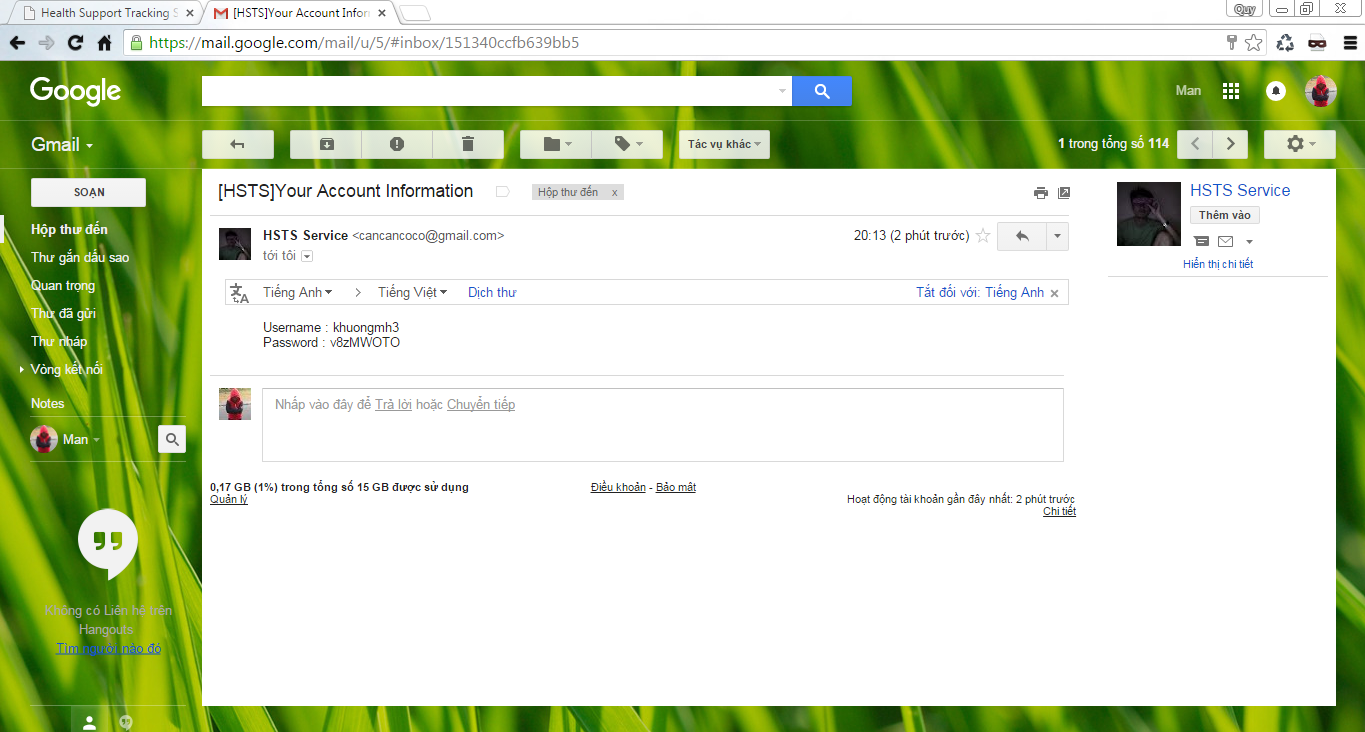 Health Support Tracking S
[HSTS]Your Account Infor
Quy
https://mail.google.com/mail/u/5/#inbox/151340ccfb639bb5
Google
Man
Gmail
Tác vụ khác
1 trong tổng số 114
SOẠN
Hộp thư đến
Thư gắn dấu sao
Quan trọng
Thư đã gửi
Thư nháp
Vòng kết nối
Notes
Man
Không có Liên hệ trên
Hangouts
Tìm người nào đó
[HSTS]Your Account Information
Hộp thư đến x
HSTS Service <cancancoco@gmail.com>
20:13 (2 phút trước)
tới tôi
Tiếng Anh > Tiếng Việt Dịch thư
Tắt đối với: Tiếng Anh x
Username : khuongmh3
Password : v8zMWOTO
Nhấp vào đây để Trả lời hoặc Chuyển tiếp
0,17 GB (1%) trong tổng số 15 GB được sử dụng
Quản lý
Điều khoản - Bảo mật
Hoạt động tài khoản gần đây nhất: 2 phút trước
Chi tiết
HSTS Service
Thêm vào
Hiển thị chi tiết